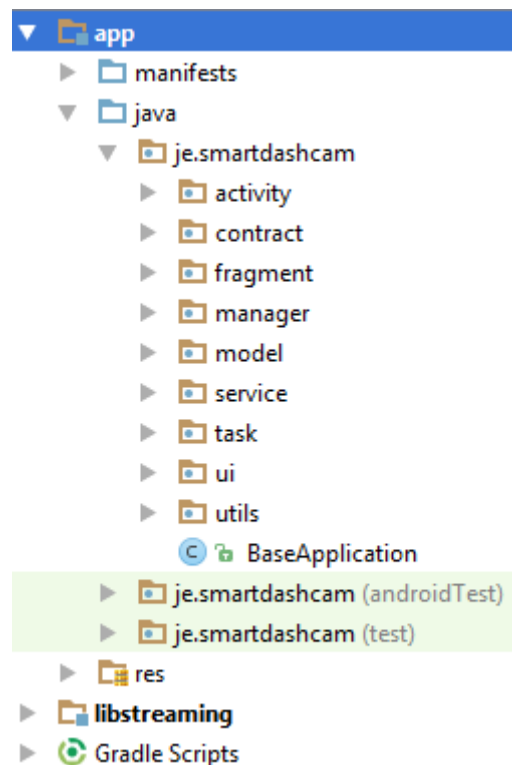 app
manifests
java
je.smartdashcam
activity
contract
fragment
manager
model
service
task
ui
utils
C BaseApplication
je.smartdashcam (androidTest)
je.smartdashcam (test)
res
libstreaming
Gradle Scripts